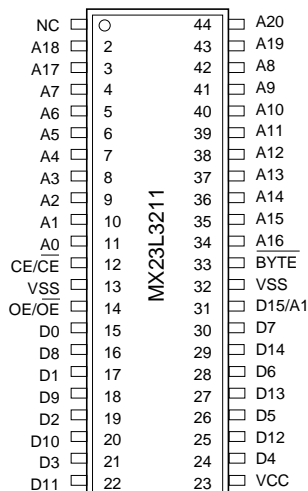 NC 44 A20
A18 2 43 A19
A17 3 42 A8
A7 4 41 A9
A6 5 40 A10
A5 6 39 A11
A4 7 38 A12
A3 8 37 A13
A2 9 36 A14
A1 10 35 A15
A0 11 34 A16
CE/CE 12 33 BYTE
VSS 13 32 VSS
OE/OE 14 31 D15/A1
D0 15 30 D7
D8 16 29 D14
D1 17 28 D6
D9 18 27 D13
D2 19 26 D5
D10 20 25 D12
D3 21 24 D4
D11 22 23 VCC
MX23L3211